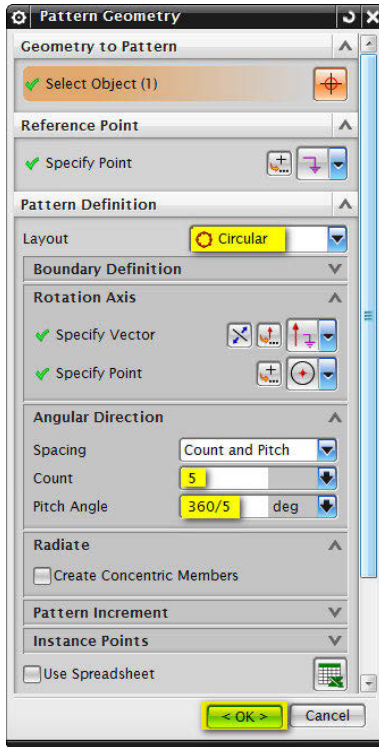 Pattern Geometry
Geometry to Pattern
Select Object (1)
Reference Point
Specify Point
Pattern Definition
Layout Circular
Boundary Definition
Rotation Axis
Specify Vector
Specify Point
Angular Direction
Spacing Count and Pitch
Count 5
Pitch Angle 360/5 deg
Radiate
Create Concentric Members
Pattern Increment
Instance Points
Use Spreadsheet
< OK > Cancel